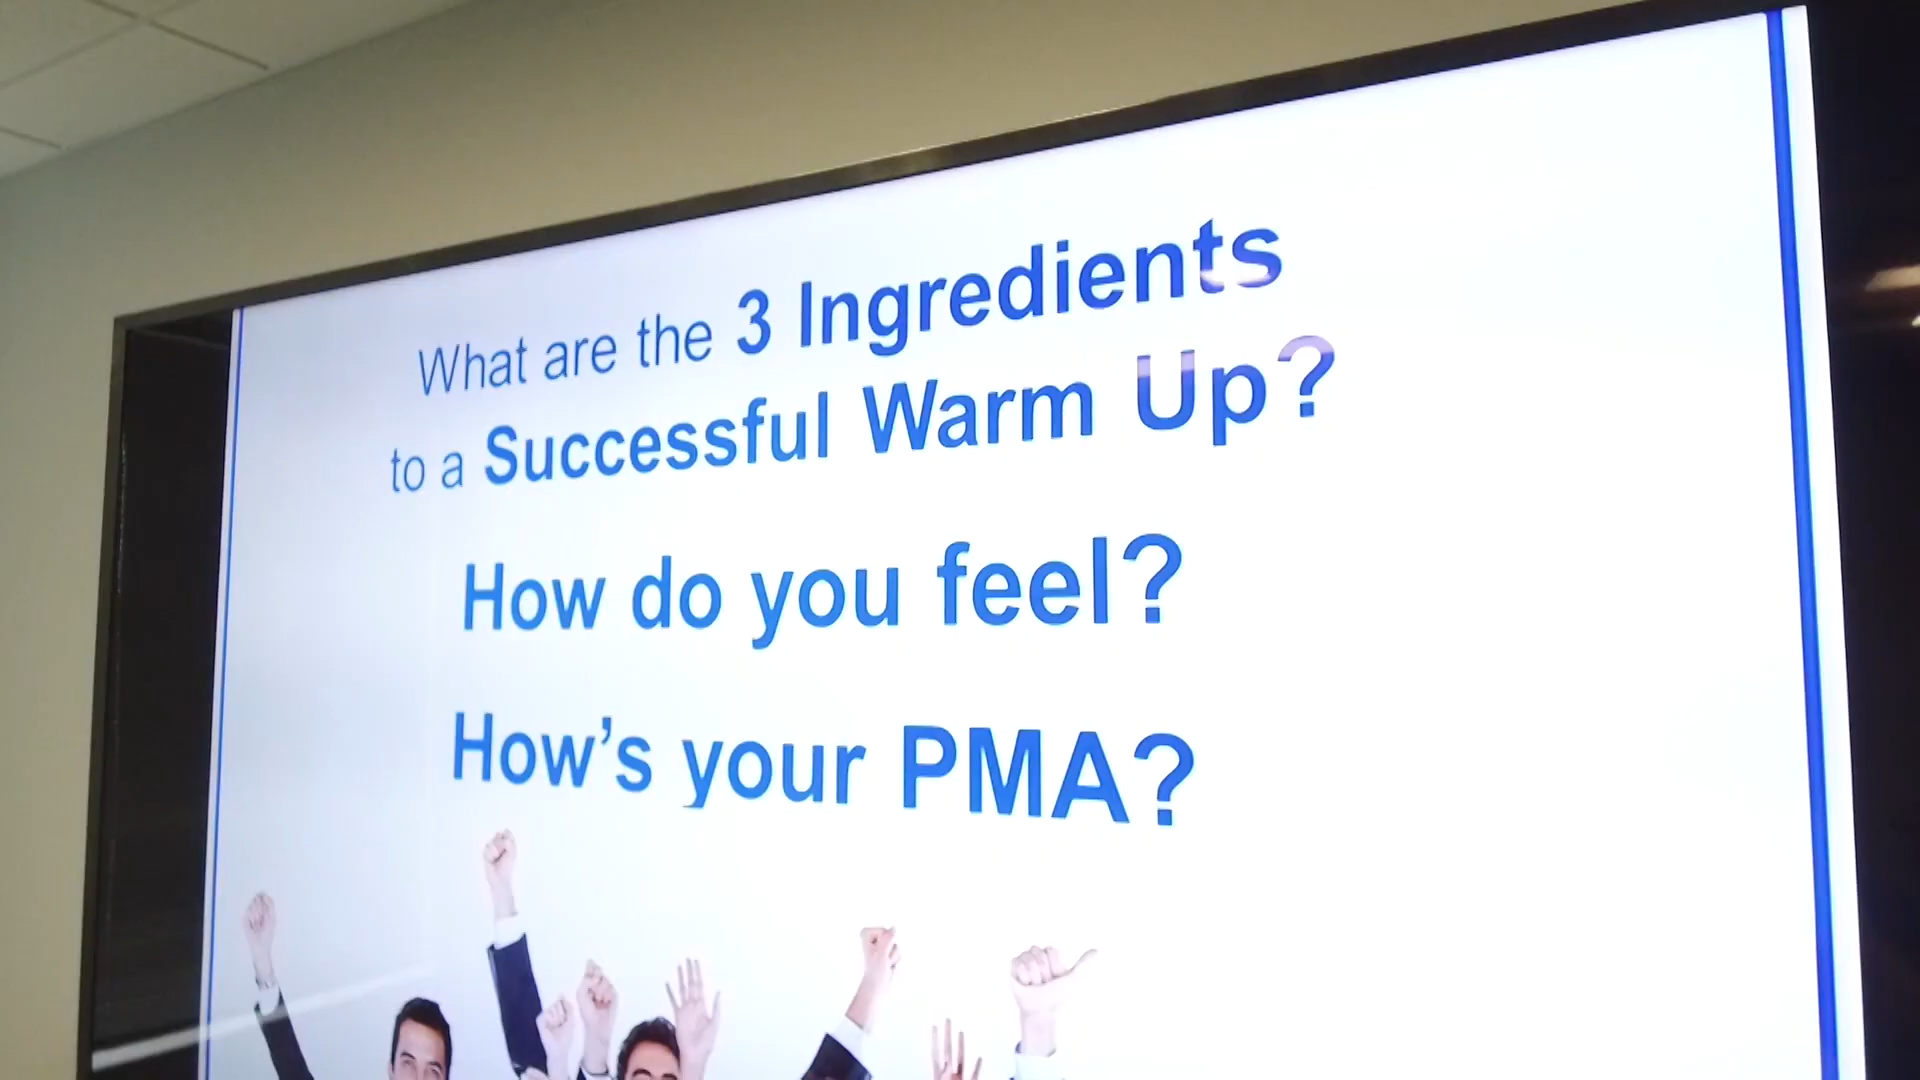 What are the 3 Ingredients
to a Successful Warm Up?
How do you feel?
How's your PMA?